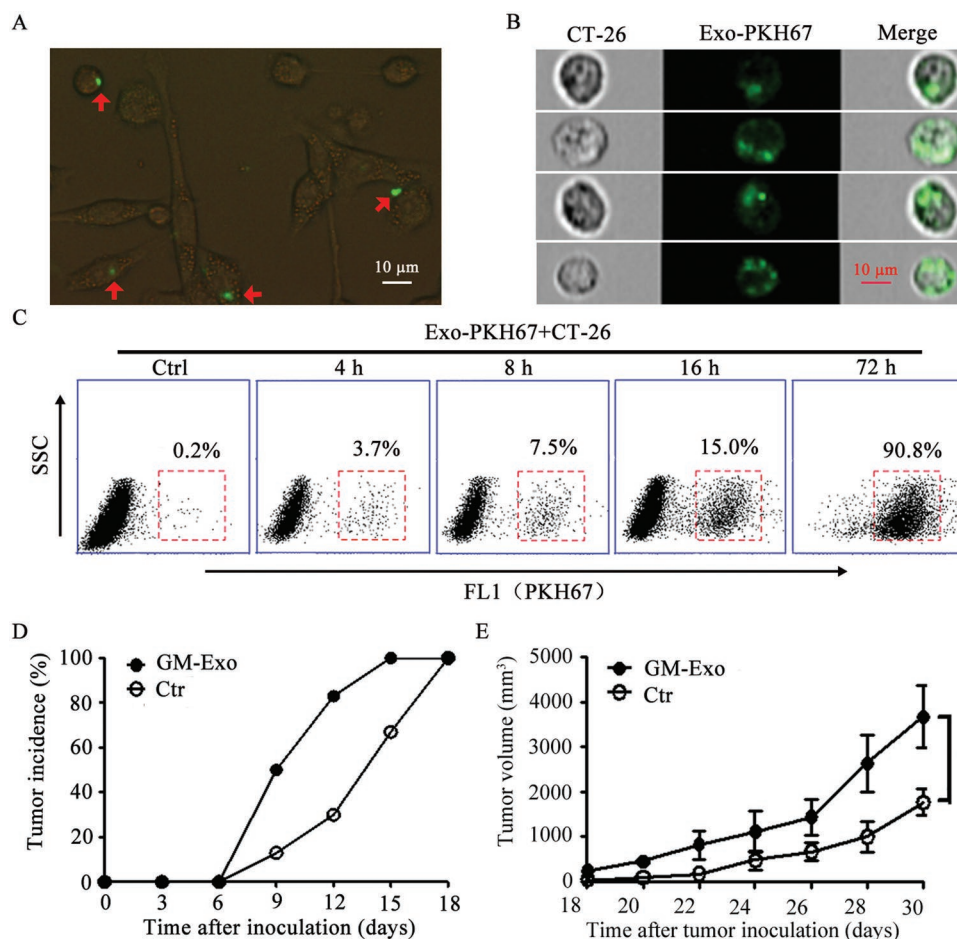 A
10 µm
B
CT-26 Exo-PKH67 Merge
10 µm
C
Exo-PKH67+CT-26
Ctrl 4 h 8 h 16 h 72 h
0.2% 3.7% 7.5% 15.0% 90.8%
SSC
FL1（PKH67）
D
GM-Exo
Ctr
Tumor incidence (%)
100
80
60
40
20
0
0 3 6 9 12 15 18
Time after inoculation (days)
E
GM-Exo
Ctr
Tumor volume (mm³)
5000
4000
3000
2000
1000
0
18 20 22 24 26 28 30
Time after tumor inoculation (days)